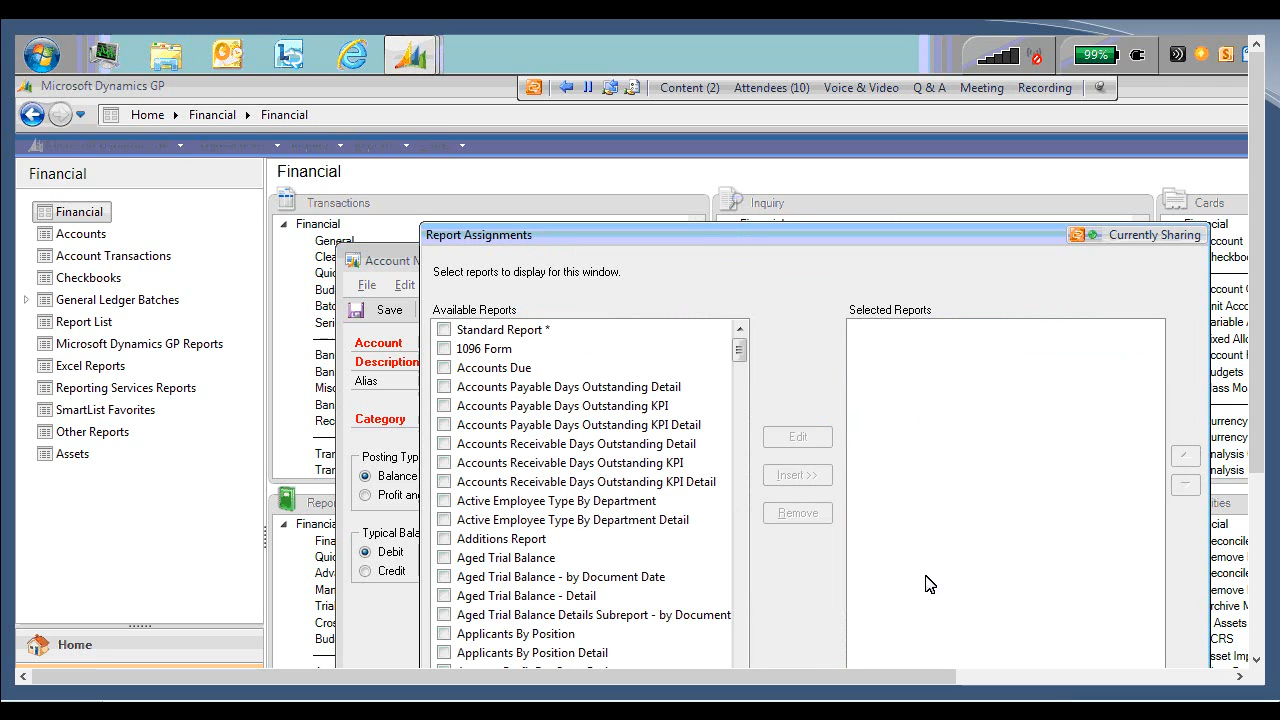 99%
Microsoft Dynamics GP
Content (2) Attendees (10) Voice & Video Q & A Meeting Recording
Home Financial Financial
Financial
Financial
Accounts
Account Transactions
Checkbooks
General Ledger Batches
Report List
Microsoft Dynamics GP Reports
Excel Reports
Reporting Services Reports
SmartList Favorites
Other Reports
Assets
Home
Financial
Transactions
Inquiry
Cards
Financial
General
Account
File Edit
Save
Account
Description
Alias
Category
Posting Typ
Balance
Profit and
Typical Bala
Debit
Credit
Report Assignments
Currently Sharing
Select reports to display for this window.
Available Reports
Selected Reports
Standard Report *
1096 Form
Accounts Due
Accounts Payable Days Outstanding Detail
Accounts Payable Days Outstanding KPI
Accounts Payable Days Outstanding KPI Detail
Accounts Receivable Days Outstanding Detail
Accounts Receivable Days Outstanding KPI
Accounts Receivable Days Outstanding KPI Detail
Active Employee Type By Department
Active Employee Type By Department Detail
Additions Report
Aged Trial Balance
Aged Trial Balance - by Document Date
Aged Trial Balance - Detail
Aged Trial Balance Details Subreport - by Document
Applicants By Position
Applicants By Position Detail
Edit
Insert >>
Remove